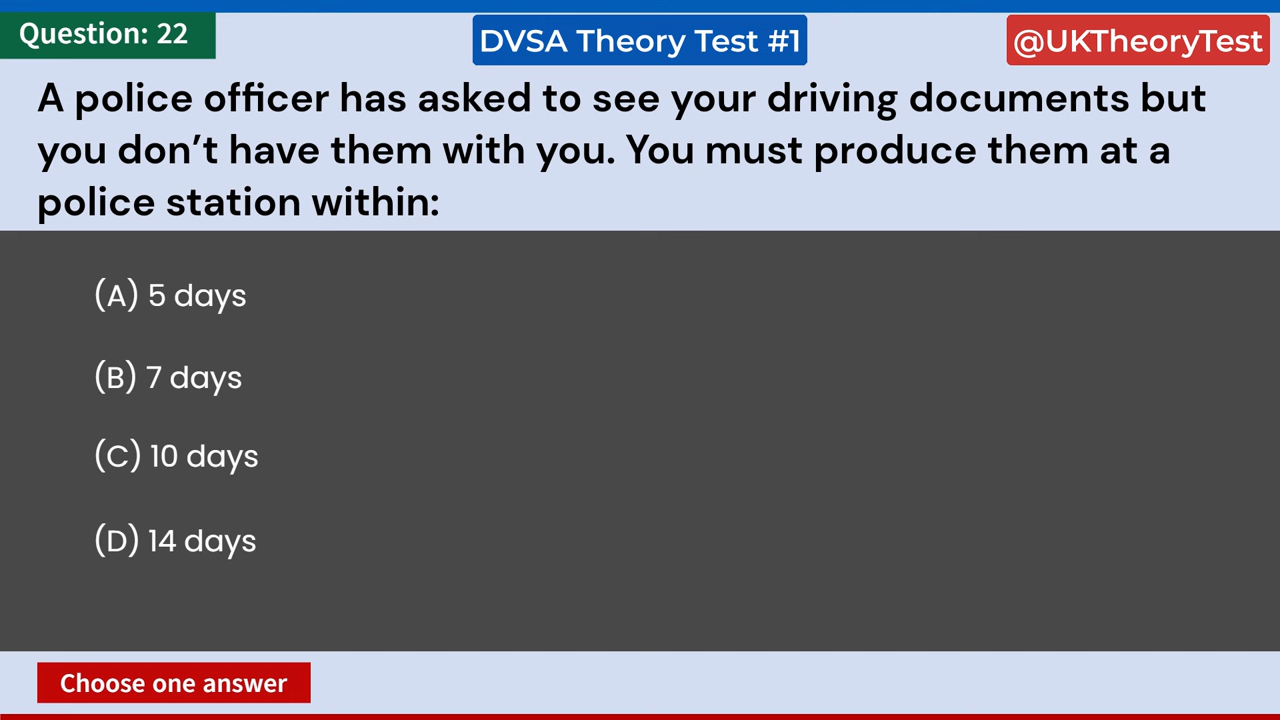 Question: 22
DVSA Theory Test #1
@UKTheoryTest
A police officer has asked to see your driving documents but
you don’t have them with you. You must produce them at a
police station within:
(A) 5 days
(B) 7 days
(C) 10 days
(D) 14 days
Choose one answer